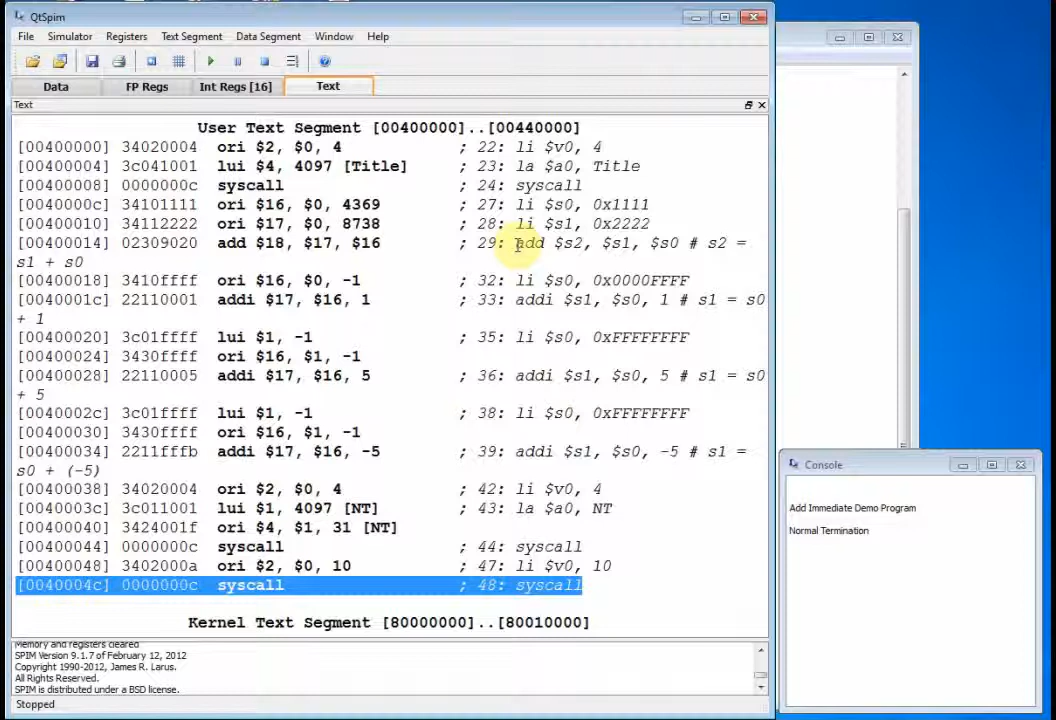 QtSpim
File Simulator Registers Text Segment Data Segment Window Help
Data FP Regs Int Regs [16] Text
Text
User Text Segment [00400000]..[00440000]
[00400000] 34020004 ori $2, $0, 4 ; 22: li $v0, 4
[00400004] 3c041001 lui $4, 4097 [Title] ; 23: la $a0, Title
[00400008] 0000000c syscall ; 24: syscall
[0040000c] 34101111 ori $16, $0, 4369 ; 27: li $s0, 0x1111
[00400010] 34112222 ori $17, $0, 8738 ; 28: li $s1, 0x2222
[00400014] 02309020 add $18, $17, $16 ; 29: add $s2, $s1, $s0 # s2 =
s1 + s0
[00400018] 3410ffff ori $16, $0, -1 ; 32: li $s0, 0x0000FFFF
[0040001c] 22110001 addi $17, $16, 1 ; 33: addi $s1, $s0, 1 # s1 = s0
+ 1
[00400020] 3c01ffff lui $1, -1 ; 35: li $s0, 0xFFFFFFFF
[00400024] 3430ffff ori $16, $1, -1
[00400028] 22110005 addi $17, $16, 5 ; 36: addi $s1, $s0, 5 # s1 = s0
+ 5
[0040002c] 3c01ffff lui $1, -1 ; 38: li $s0, 0xFFFFFFFF
[00400030] 3430ffff ori $16, $1, -1
[00400034] 2211fffb addi $17, $16, -5 ; 39: addi $s1, $s0, -5 # s1 =
s0 + (-5)
[00400038] 34020004 ori $2, $0, 4 ; 42: li $v0, 4
[0040003c] 3c011001 lui $1, 4097 [NT] ; 43: la $a0, NT
[00400040] 3424001f ori $4, $1, 31 [NT]
[00400044] 0000000c syscall ; 44: syscall
[00400048] 3402000a ori $2, $0, 10 ; 47: li $v0, 10
[0040004c] 0000000c syscall ; 48: syscall
Kernel Text Segment [80000000]..[80010000]
Memory and registers cleared
SPIM Version 9.1.7 of February 12, 2012
Copyright 1990-2012, James R. Larus.
All Rights Reserved.
SPIM is distributed under a BSD license.
Stopped
Console
Add Immediate Demo Program
Normal Termination